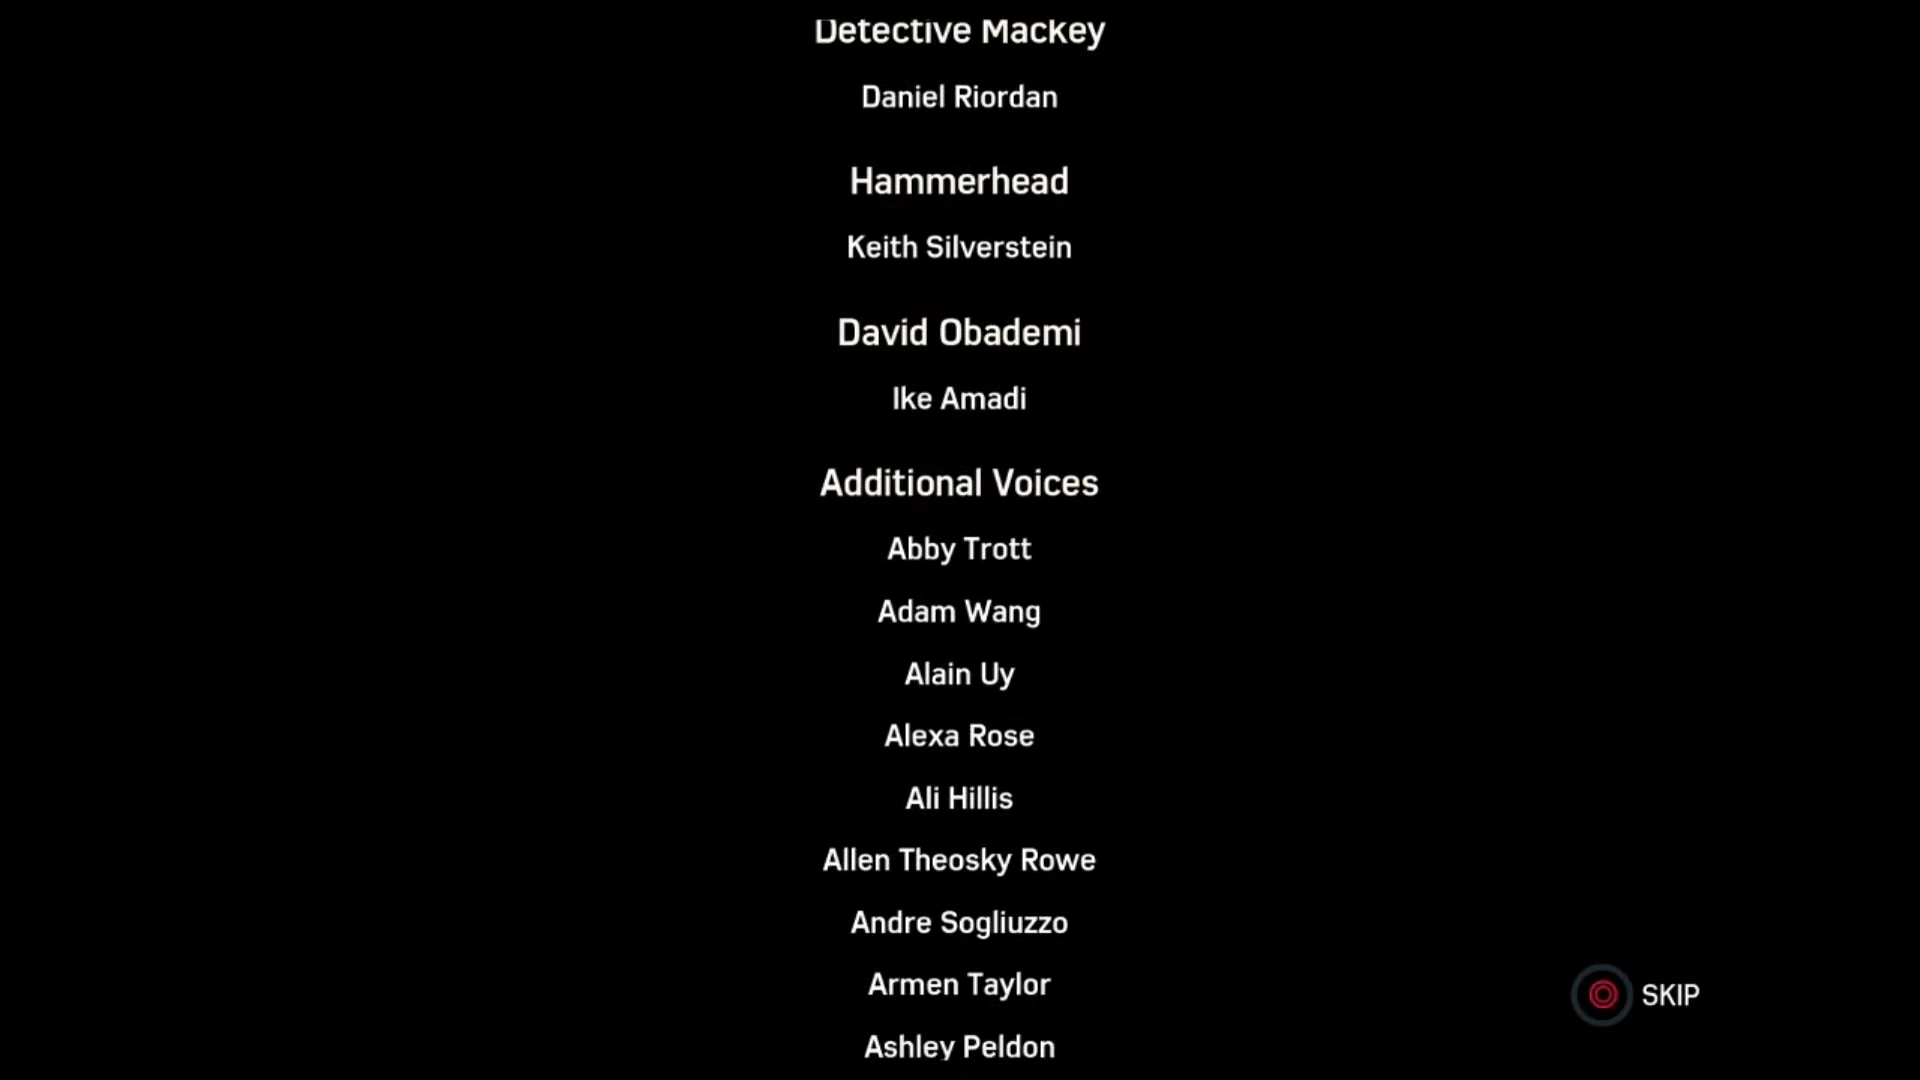 Detective Mackey
Daniel Riordan
Hammerhead
Keith Silverstein
David Obademi
Ike Amadi
Additional Voices
Abby Trott
Adam Wang
Alain Uy
Alexa Rose
Ali Hillis
Allen Theosky Rowe
Andre Sogliuzzo
Armen Taylor
SKIP
Ashley Peldon